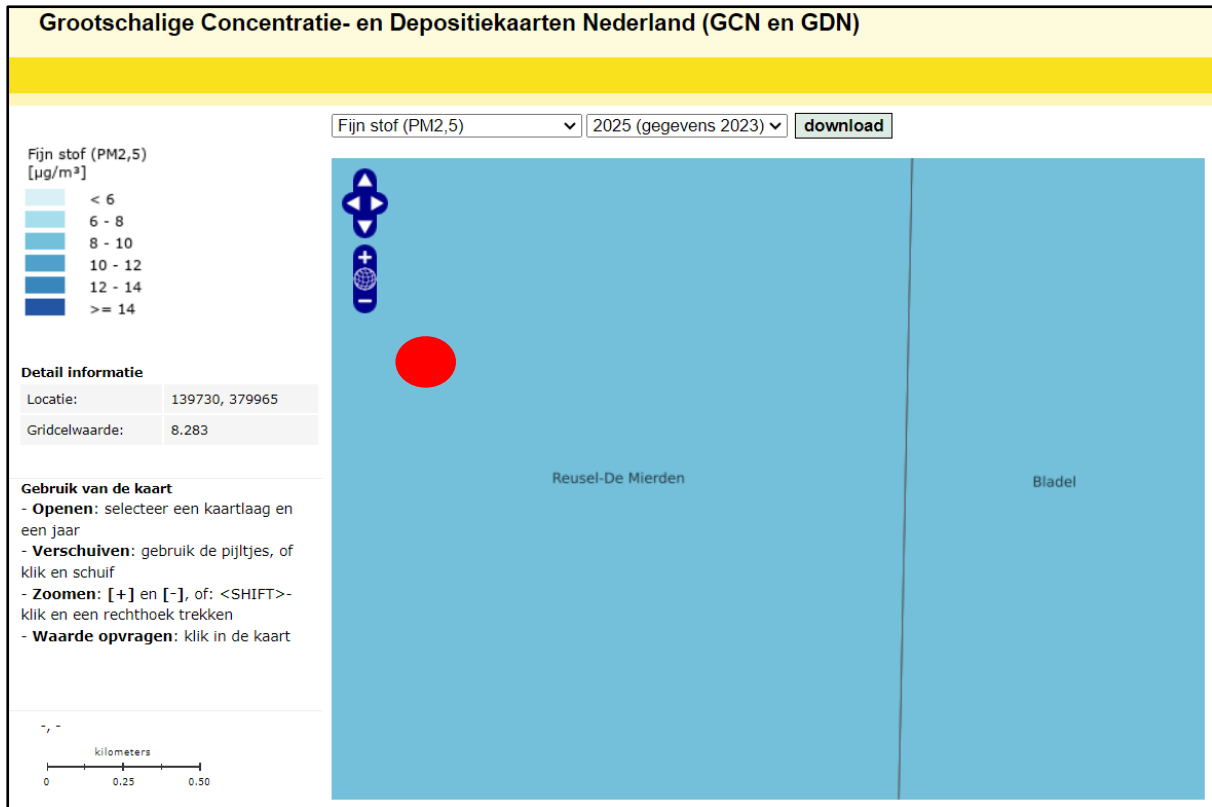 Grootschalige Concentratie- en Depositiekaarten Nederland (GCN en GDN)
Fijn stof (PM2,5) 2025 (gegevens 2023) download
Fijn stof (PM2,5)
[µg/m³]
< 6
6 - 8
8 - 10
10 - 12
12 - 14
>= 14
Detail informatie
Locatie: 139730, 379965
Gridcelwaarde: 8.283
Gebruik van de kaart
- Openen: selecteer een kaartlaag en
een jaar
- Verschuiven: gebruik de pijltjes, of
klik en schuif
- Zoomen: [+] en [-], of: <SHIFT>-
klik en een rechthoek trekken
- Waarde opvragen: klik in de kaart
-, -
kilometers
0 0.25 0.50
Reusel-De Mierden
Bladel